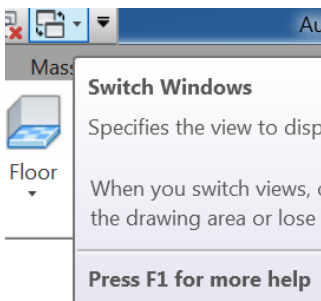 Au
Mass
Switch Windows
Specifies the view to disp
Floor
When you switch views,
the drawing area or lose
Press F1 for more help